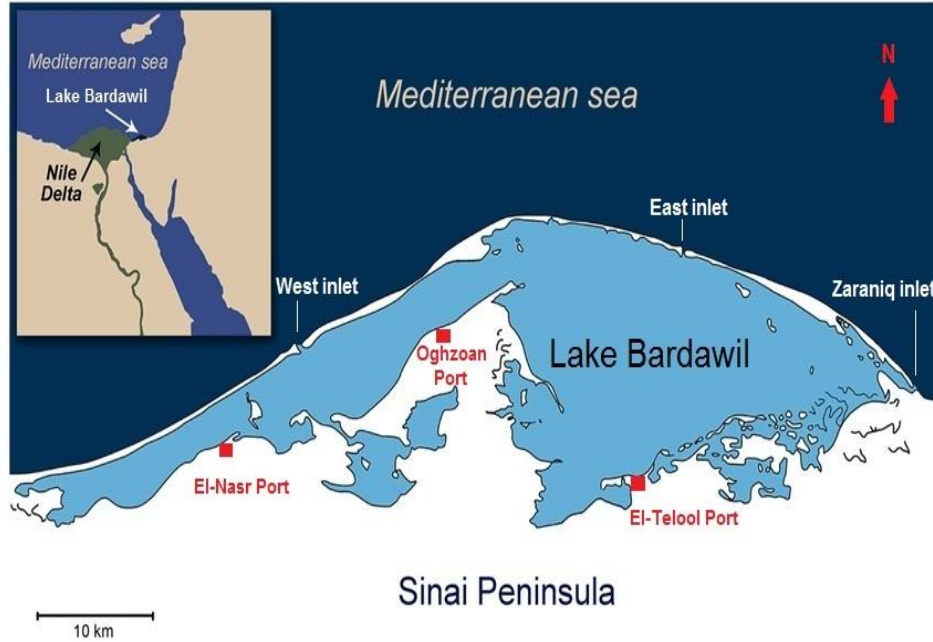 Mediterranean sea
Lake Bardawil
Nile
Delta
Mediterranean sea
N
East inlet
West inlet
Zaraniq inlet
Oghzoan
Port
Lake Bardawil
El-Nasr Port
El-Telool Port
Sinai Peninsula
10 km